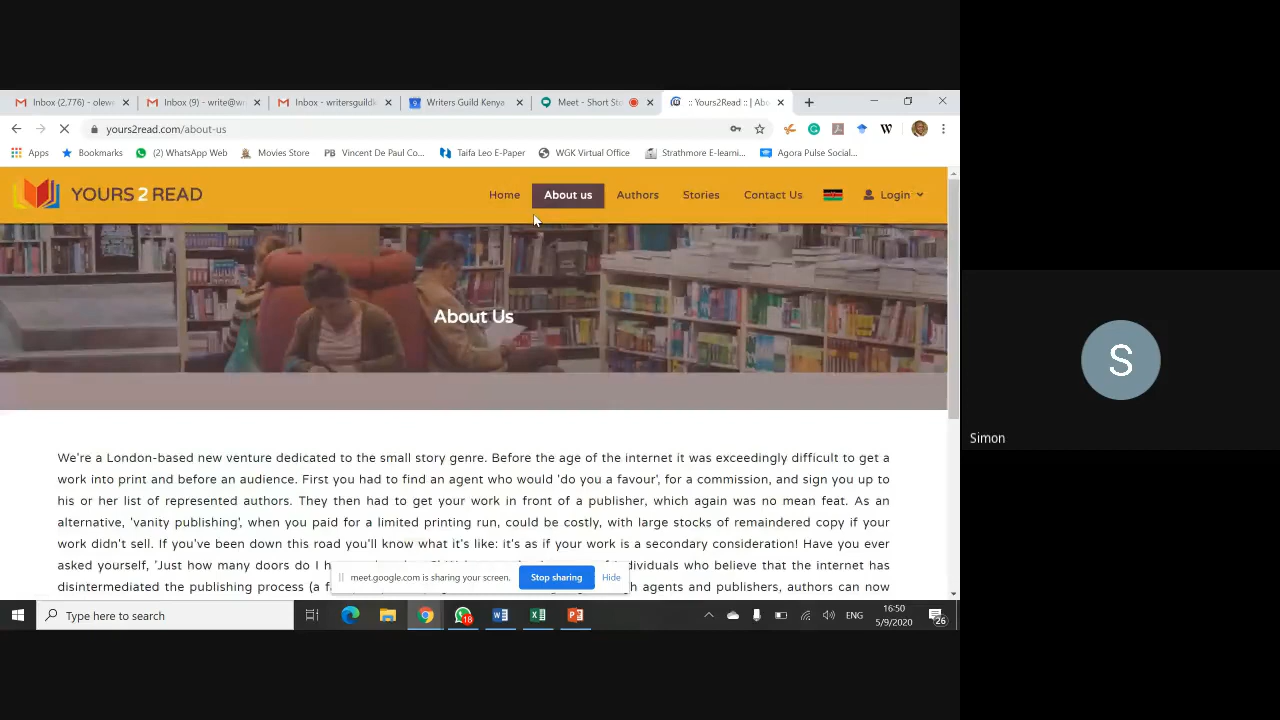 Inbox (2,776) - olew
Inbox (9) - write@w
Inbox - writersguild
Writers Guild Kenya
Meet - Short St
:: Yours2Read :: | Abo
yours2read.com/about-us
Apps
Bookmarks
(2) WhatsApp Web
Movies Store
PB Vincent De Paul Co...
Taifa Leo E-Paper
WGK Virtual Office
Strathmore E-learni...
Agora Pulse Social...
YOURS 2 READ
Home
About us
Authors
Stories
Contact Us
Login
About Us
We're a London-based new venture dedicated to the small story genre. Before the age of the internet it was exceedingly difficult to get a
work into print and before an audience. First you had to find an agent who would 'do you a favour', for a commission, and sign you up to
his or her list of represented authors. They then had to get your work in front of a publisher, which again was no mean feat. As an
alternative, 'vanity publishing', when you paid for a limited printing run, could be costly, with large stocks of remaindered copy if your
work didn't sell. If you've been down this road you'll know what it's like: it's as if your work is a secondary consideration! Have you ever
asked yourself, 'Just how many doors do I h individuals who believe that the internet has
disintermediated the publishing process (a f agents and publishers, authors can now
meet.google.com is sharing your screen.
Stop sharing
Hide
Type here to search
18
ENG
16:50
5/9/2020
26
S
Simon